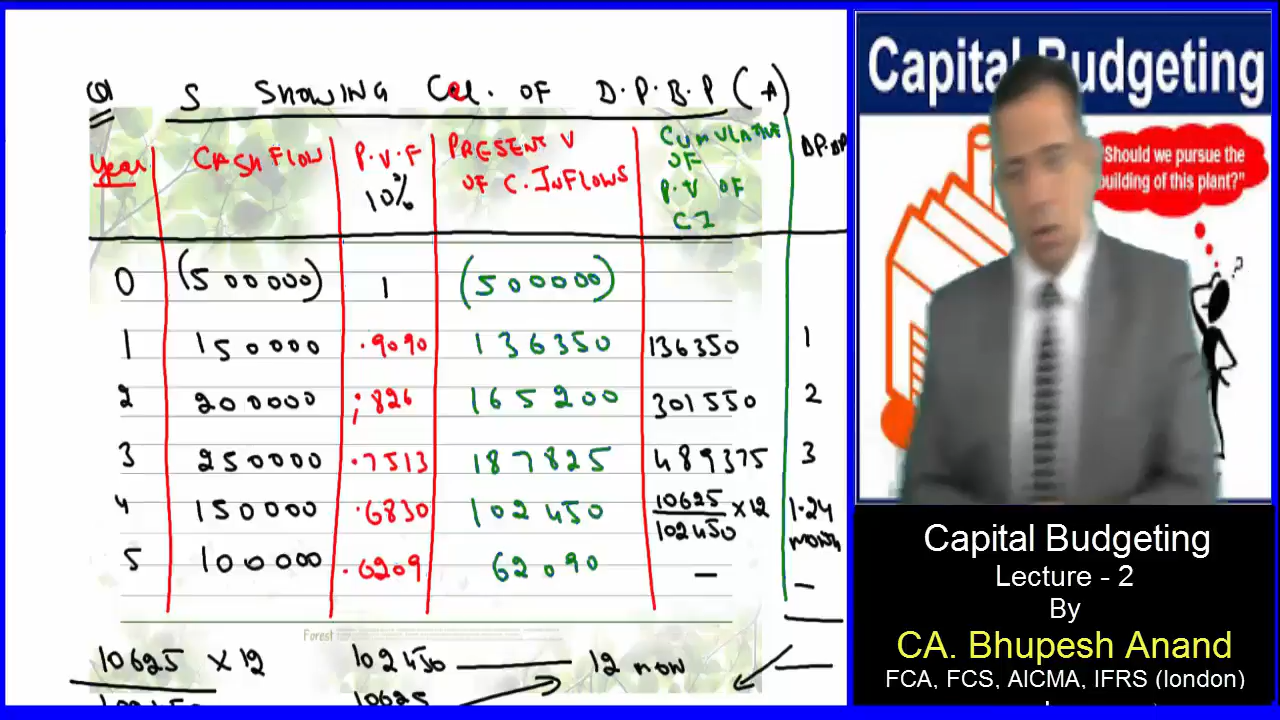 Q1 S SHOWING Cal. OF D.P.B.P (A)
Year CASH FLOW P.V.F 10% PRESENT V OF C. INFLOWS CUMULATIVE OF P.V OF CI
0 (500000) 1 (500000)
1 150000 .9090 136350 136350 1
2 200000 .826 165200 301550 2
3 250000 .7513 187825 489375 3
4 150000 .6830 102450 10625/102450 ×12 1.24 month
5 100000 .6209 62090 – –
Forest
10625 ×12 102450 12 mon
10625
Capital Budgeting
"Should we pursue the
building of this plant?"
?
Capital Budgeting
Lecture - 2
By
CA. Bhupesh Anand
FCA, FCS, AICMA, IFRS (london)